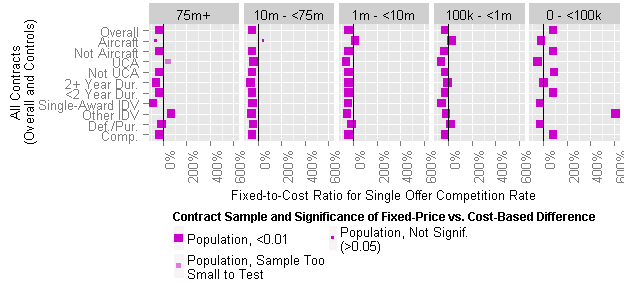 75m+ 10m - <75m 1m - <10m 100k - <1m 0 - <100k
All Contracts
(Overall and Controls)
Overall
Aircraft
Not Aircraft
UCA
Not UCA
2+ Year Dur.
<2 Year Dur.
Single-Award IDV
Other IDV
Def./Pur.
Comp.
0% 200% 400% 600% 0% 200% 400% 600% 0% 200% 400% 600% 0% 200% 400% 600% 0% 200% 400% 600%
Fixed-to-Cost Ratio for Single Offer Competition Rate
Contract Sample and Significance of Fixed-Price vs. Cost-Based Difference
Population, <0.01
Population, Not Signif.
(>0.05)
Population, Sample Too
Small to Test